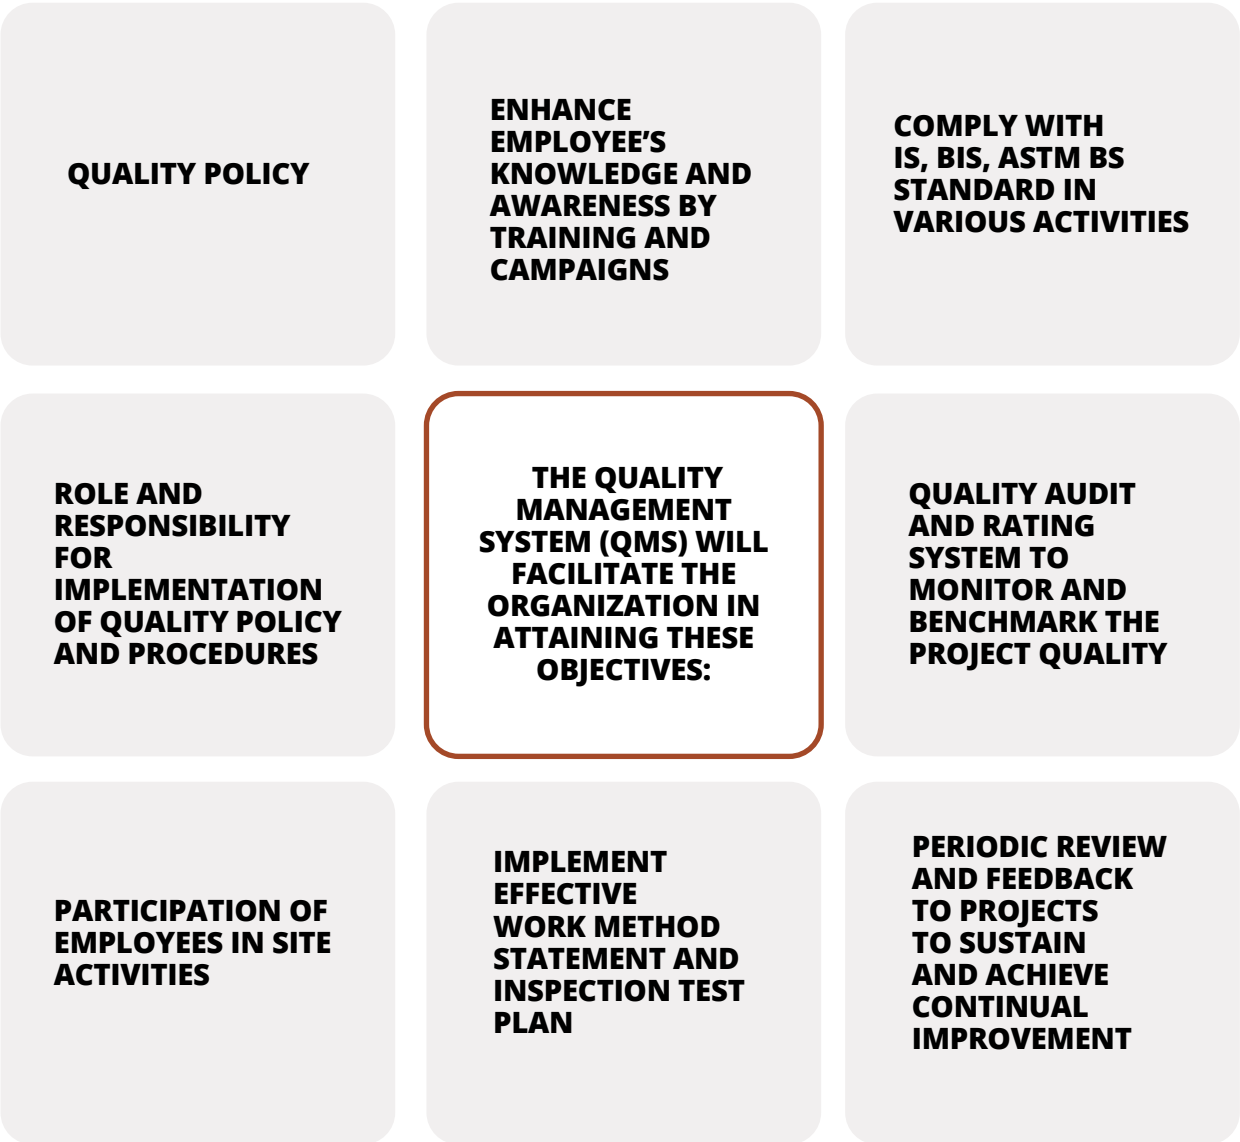 QUALITY POLICY
ENHANCE
EMPLOYEE’S
KNOWLEDGE AND
AWARENESS BY
TRAINING AND
CAMPAIGNS
COMPLY WITH
IS, BIS, ASTM BS
STANDARD IN
VARIOUS ACTIVITIES
ROLE AND
RESPONSIBILITY
FOR
IMPLEMENTATION
OF QUALITY POLICY
AND PROCEDURES
THE QUALITY
MANAGEMENT
SYSTEM (QMS) WILL
FACILITATE THE
ORGANIZATION IN
ATTAINING THESE
OBJECTIVES:
QUALITY AUDIT
AND RATING
SYSTEM TO
MONITOR AND
BENCHMARK THE
PROJECT QUALITY
PARTICIPATION OF
EMPLOYEES IN SITE
ACTIVITIES
IMPLEMENT
EFFECTIVE
WORK METHOD
STATEMENT AND
INSPECTION TEST
PLAN
PERIODIC REVIEW
AND FEEDBACK
TO PROJECTS
TO SUSTAIN
AND ACHIEVE
CONTINUAL
IMPROVEMENT